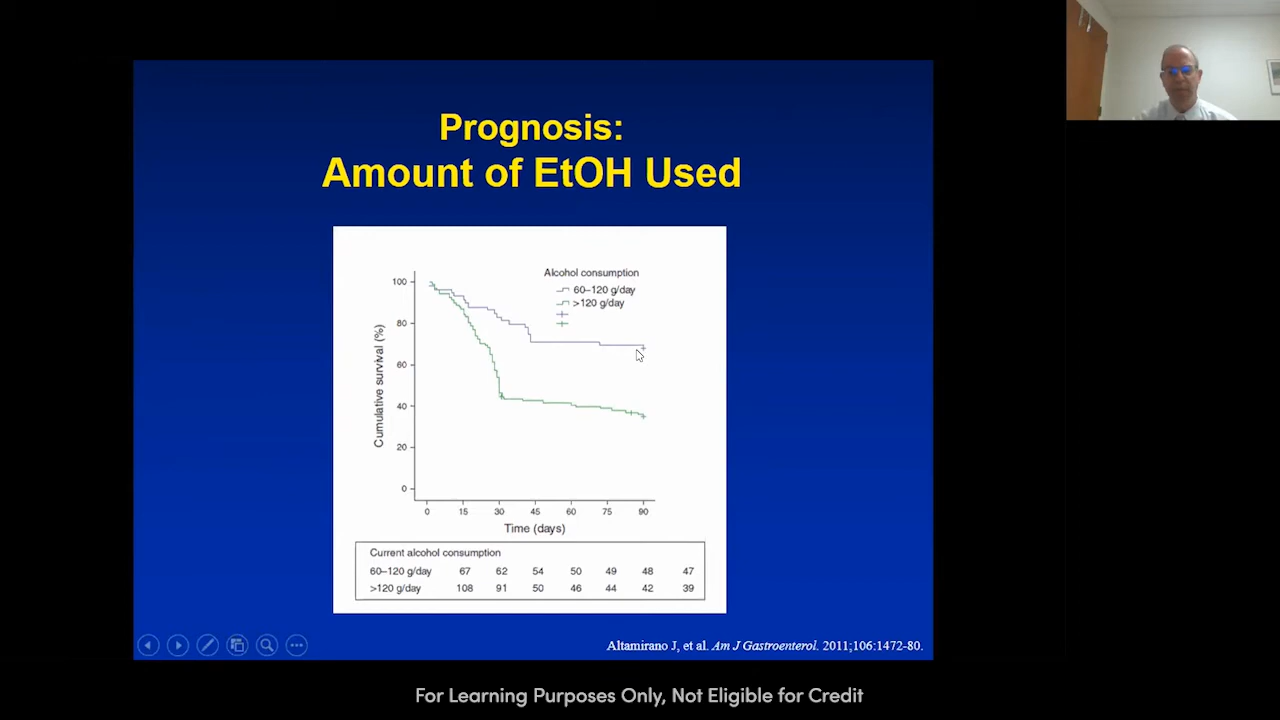 Prognosis:
Amount of EtOH Used
Alcohol consumption
60–120 g/day
>120 g/day
100
80
60
40
20
0
Cumulative survival (%)
0 15 30 45 60 75 90
Time (days)
Current alcohol consumption
60–120 g/day 67 62 54 50 49 48 47
>120 g/day 108 91 50 46 44 42 39
Altamirano J, et al. Am J Gastroenterol. 2011;106:1472-80.
For Learning Purposes Only, Not Eligible for Credit